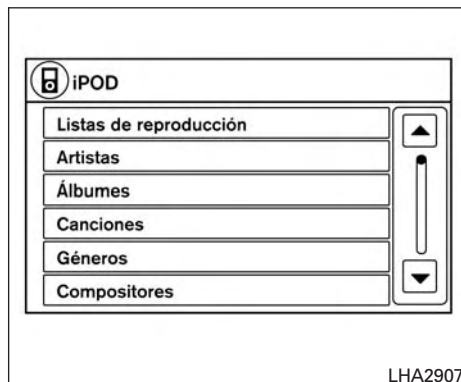 iPOD
Listas de reproducción
Artistas
Álbumes
Canciones
Géneros
Compositores
LHA2907